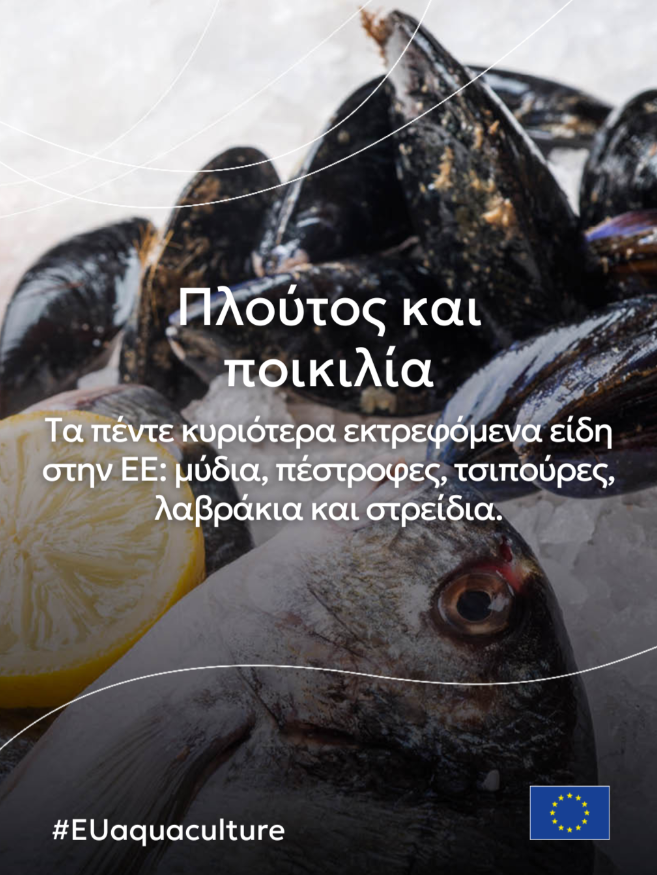 Πλούτος και
ποικιλία
Τα πέντε κυριότερα εκτρεφόμενα είδη
στην ΕΕ: μύδια, πέστροφες, τσιπούρες,
λαβράκια και στρείδια.
#EUaquaculture